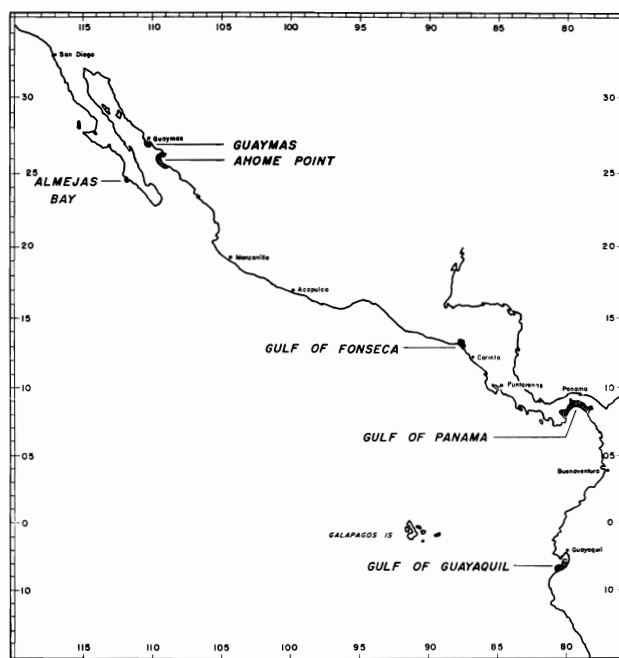 115 110 105 100 95 90 85 80
San Diego
30 30
Guaymas
GUAYMAS
AHOME POINT
25 25
ALMEJAS
BAY
20 20
Manzanillo
Acapulco
15 15
GULF OF FONSECA
Corinto
Puntarenas
Panama
10 10
GULF OF PANAMA
05 05
Buenaventura
0 0
GALAPAGOS IS
Guayaquil
GULF OF GUAYAQUIL
10 10
115 110 105 100 95 90 85 80